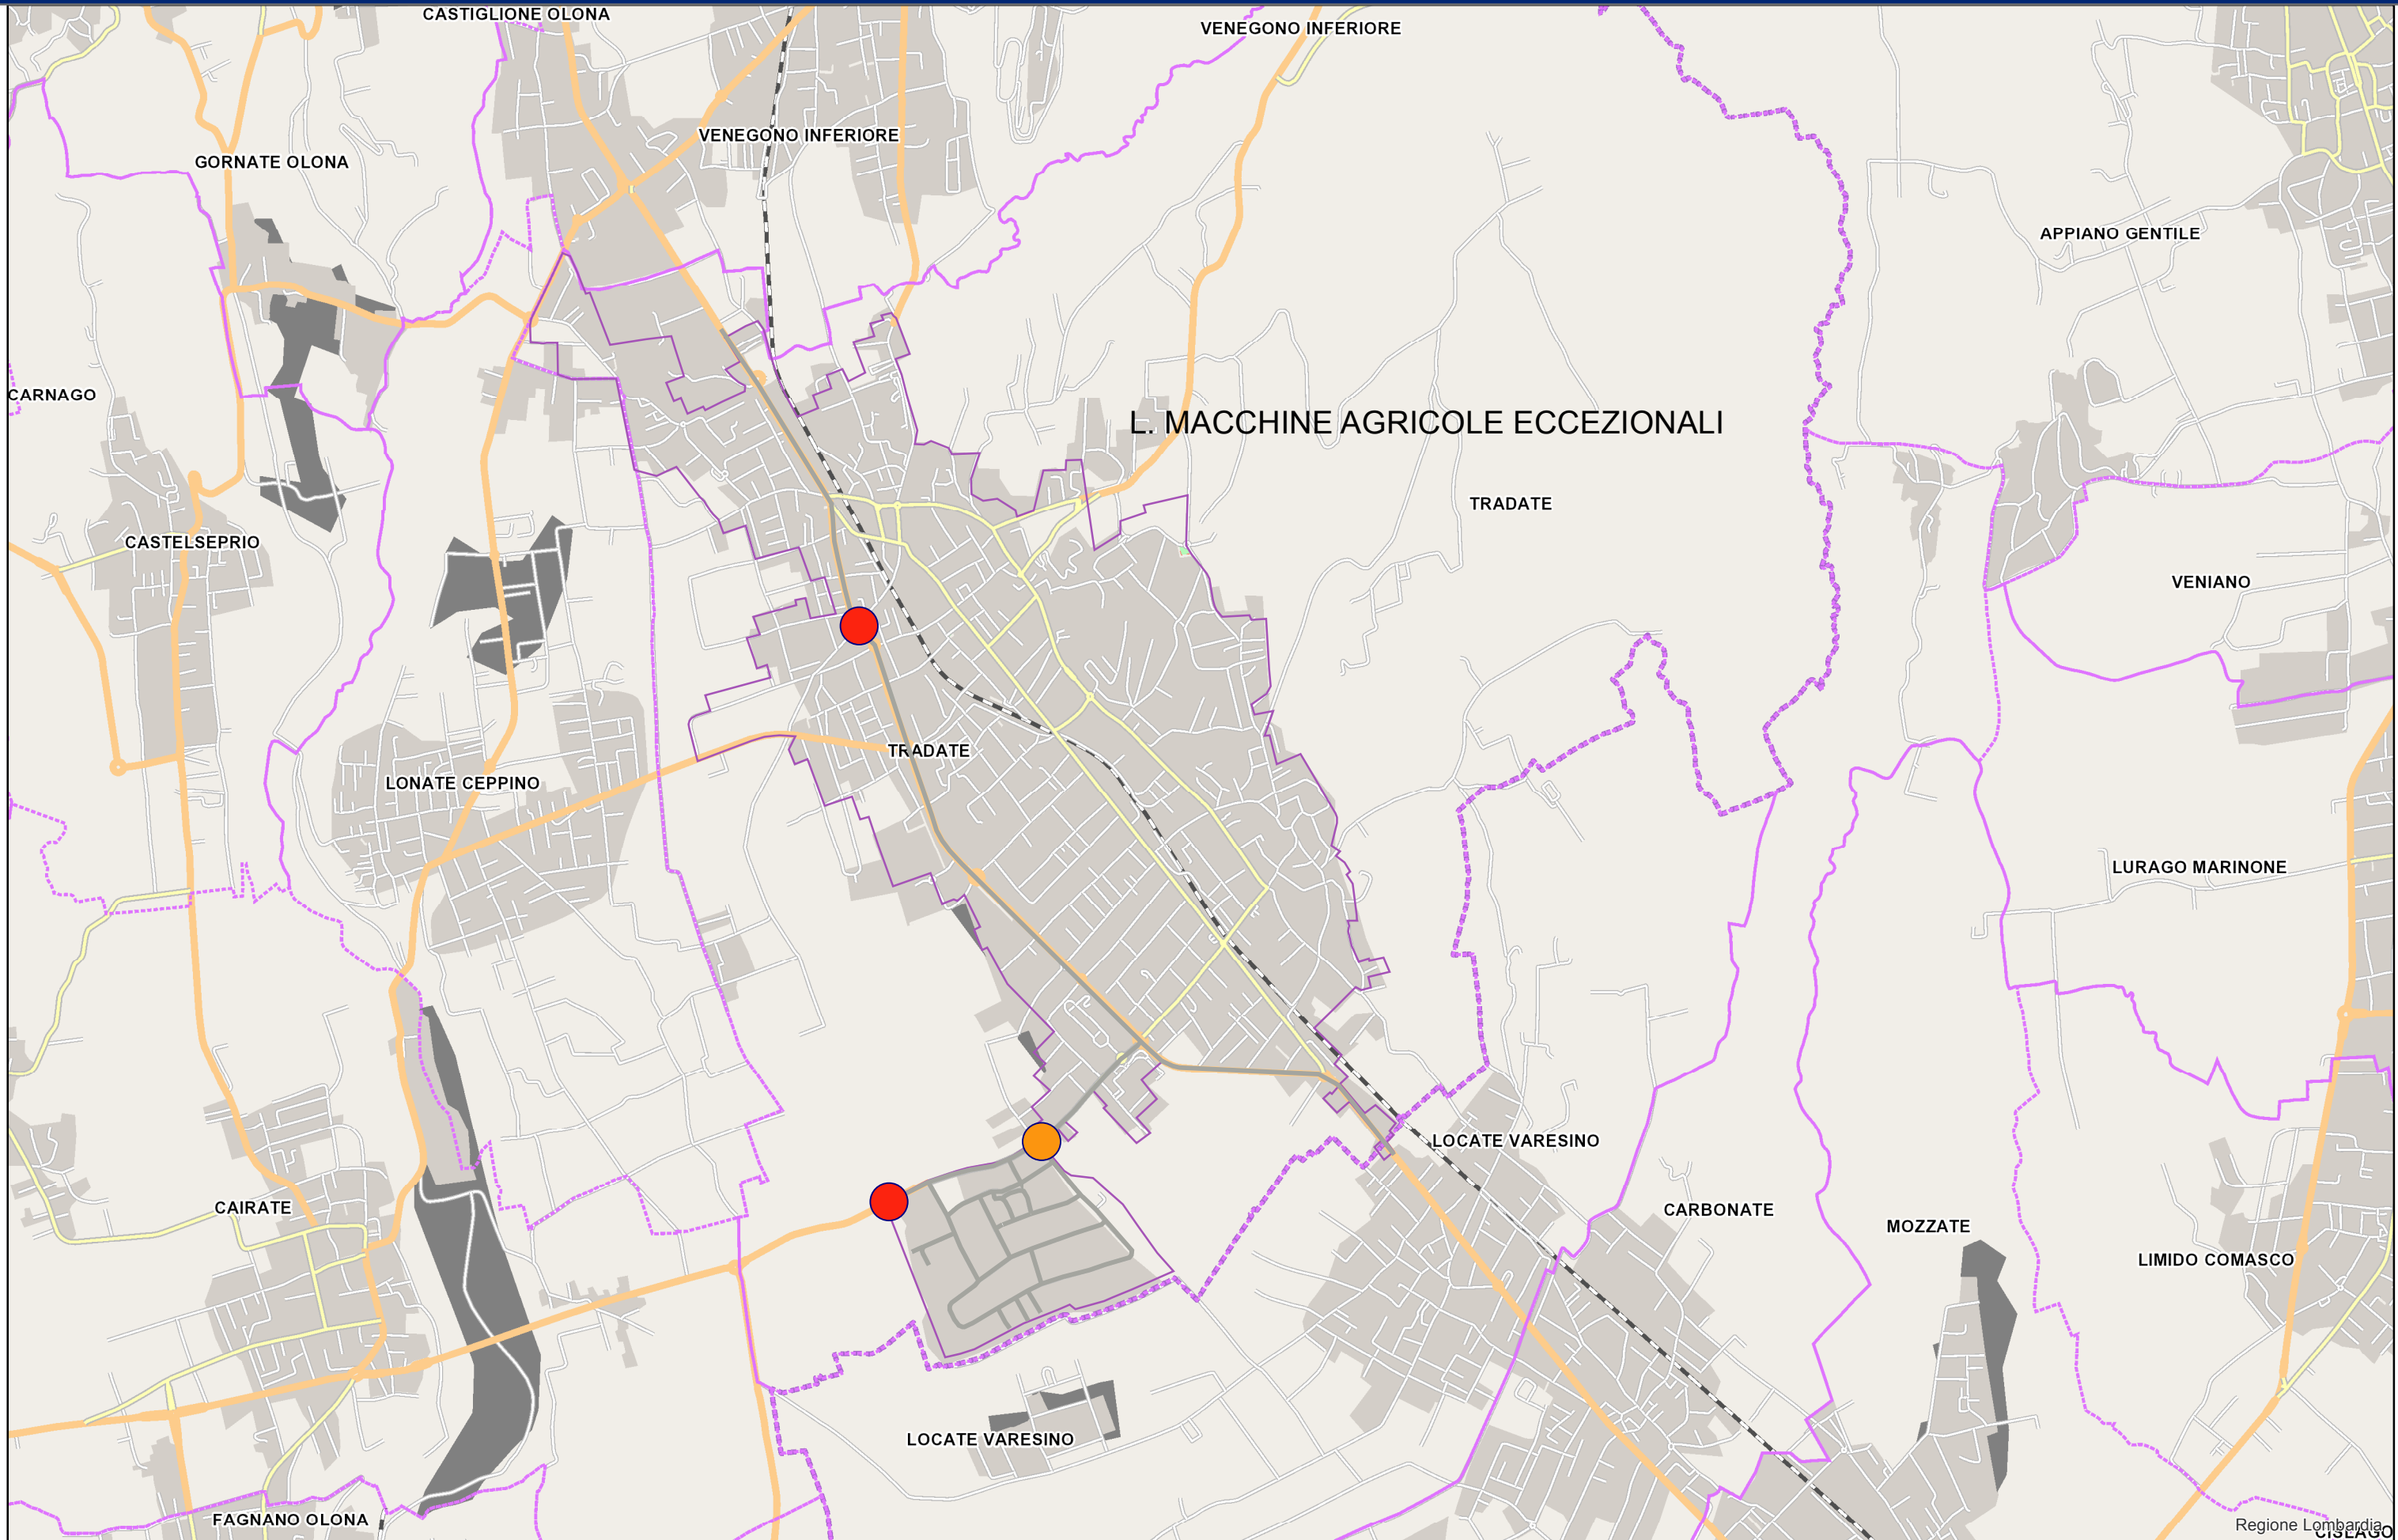 CASTIGLIONE OLONA
VENEGONO INFERIORE
VENEGONO INFERIORE
GORNATE OLONA
APPIANO GENTILE
CARNAGO
L. MACCHINE AGRICOLE ECCEZIONALI
TRADATE
CASTELSEPRIO
VENIANO
TRADATE
LONATE CEPPINO
LURAGO MARINONE
LOCATE VARESINO
CAIRATE
CARBONATE
MOZZATE
LIMIDO COMASCO
LOCATE VARESINO
FAGNANO OLONA
Regione Lombardia
CISLAGO